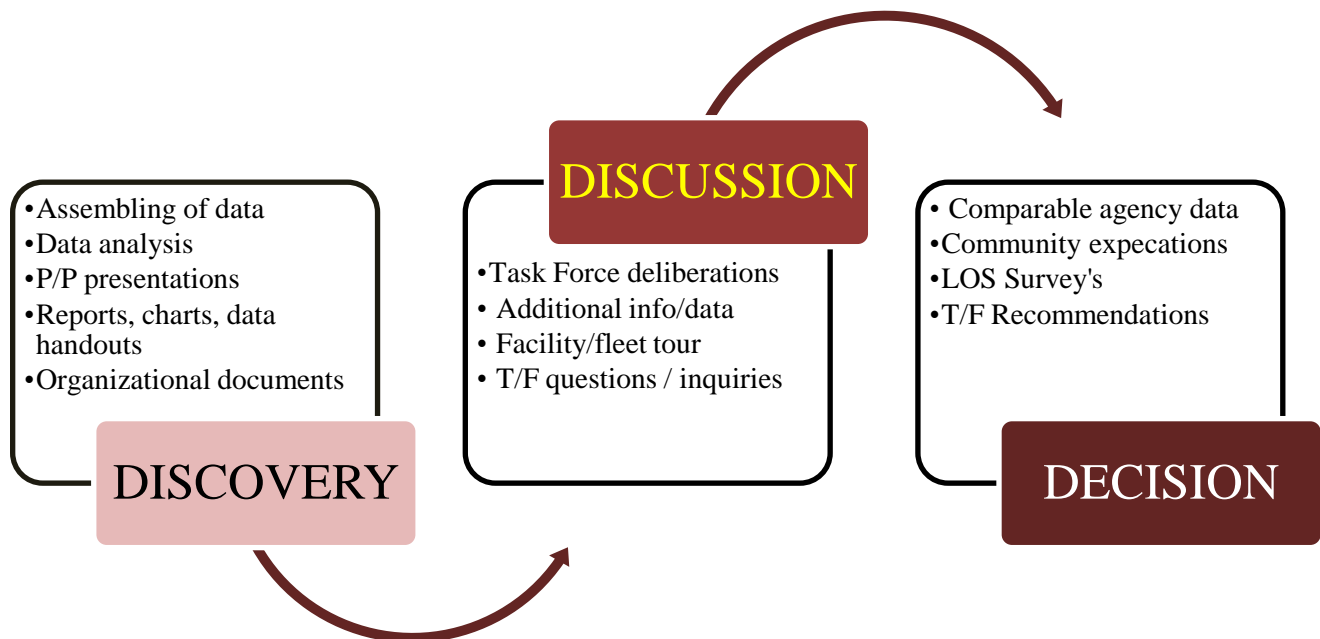 •Assembling of data
•Data analysis
•P/P presentations
•Reports, charts, data
handouts
•Organizational documents
DISCOVERY
DISCUSSION
•Task Force deliberations
• Additional info/data
• Facility/fleet tour
• T/F questions / inquiries
• Comparable agency data
•Community expecations
•LOS Survey's
•T/F Recommendations
DECISION